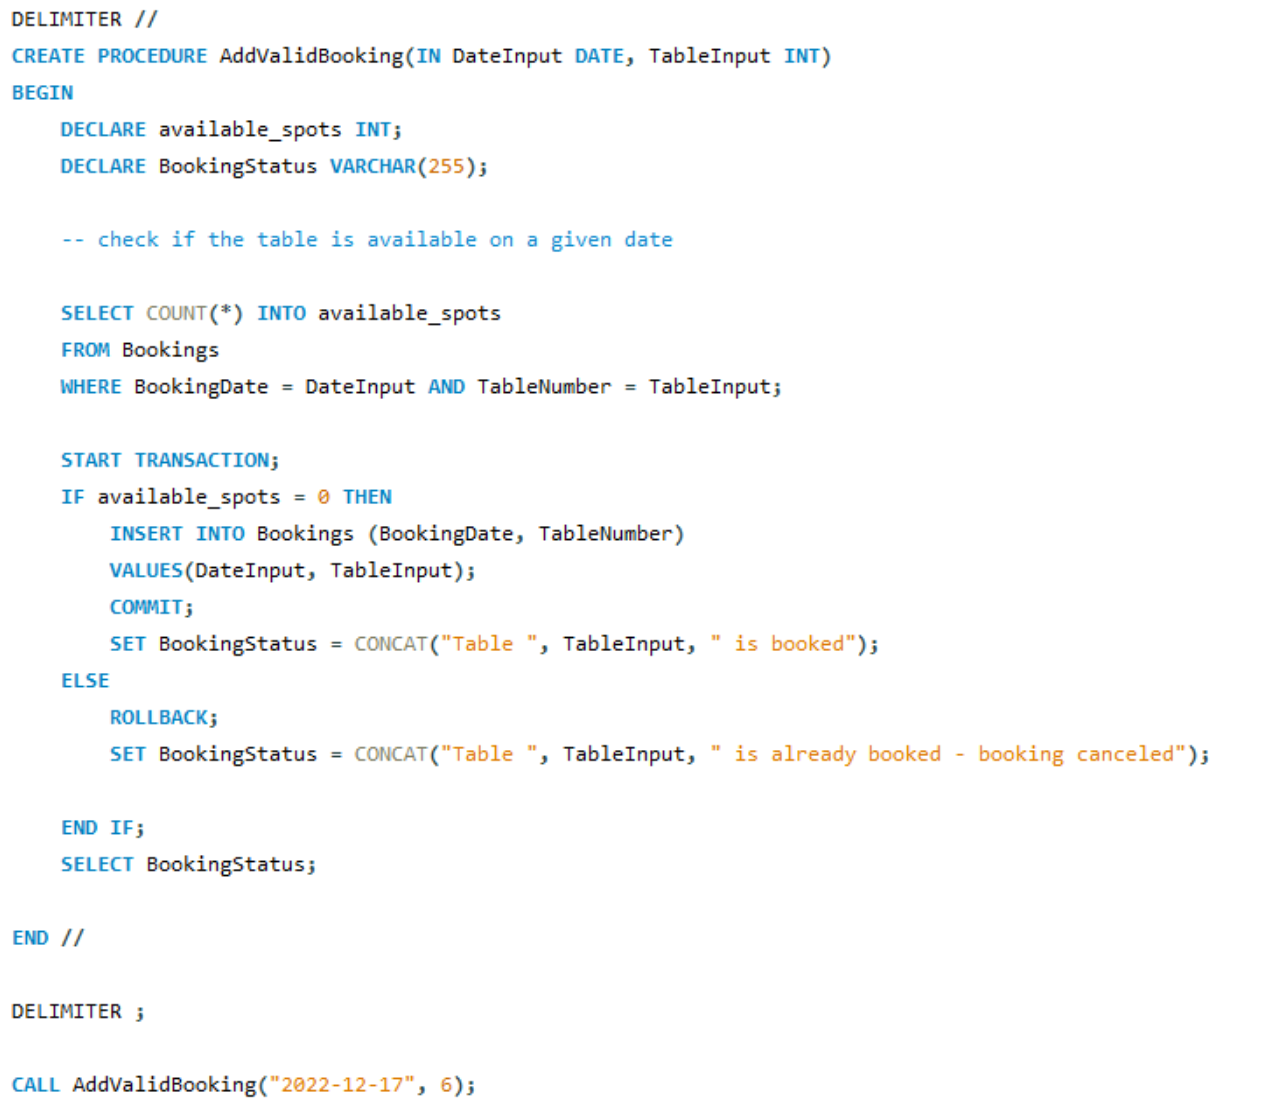 DELIMITER //
CREATE PROCEDURE AddValidBooking(IN DateInput DATE, TableInput INT)
BEGIN
    DECLARE available_spots INT;
    DECLARE BookingStatus VARCHAR(255);
    -- check if the table is available on a given date
    SELECT COUNT(*) INTO available_spots
    FROM Bookings
    WHERE BookingDate = DateInput AND TableNumber = TableInput;
    START TRANSACTION;
    IF available_spots = 0 THEN
        INSERT INTO Bookings (BookingDate, TableNumber)
        VALUES(DateInput, TableInput);
        COMMIT;
        SET BookingStatus = CONCAT("Table ", TableInput, " is booked");
    ELSE
        ROLLBACK;
        SET BookingStatus = CONCAT("Table ", TableInput, " is already booked - booking canceled");
    END IF;
    SELECT BookingStatus;
END //
DELIMITER ;
CALL AddValidBooking("2022-12-17", 6);